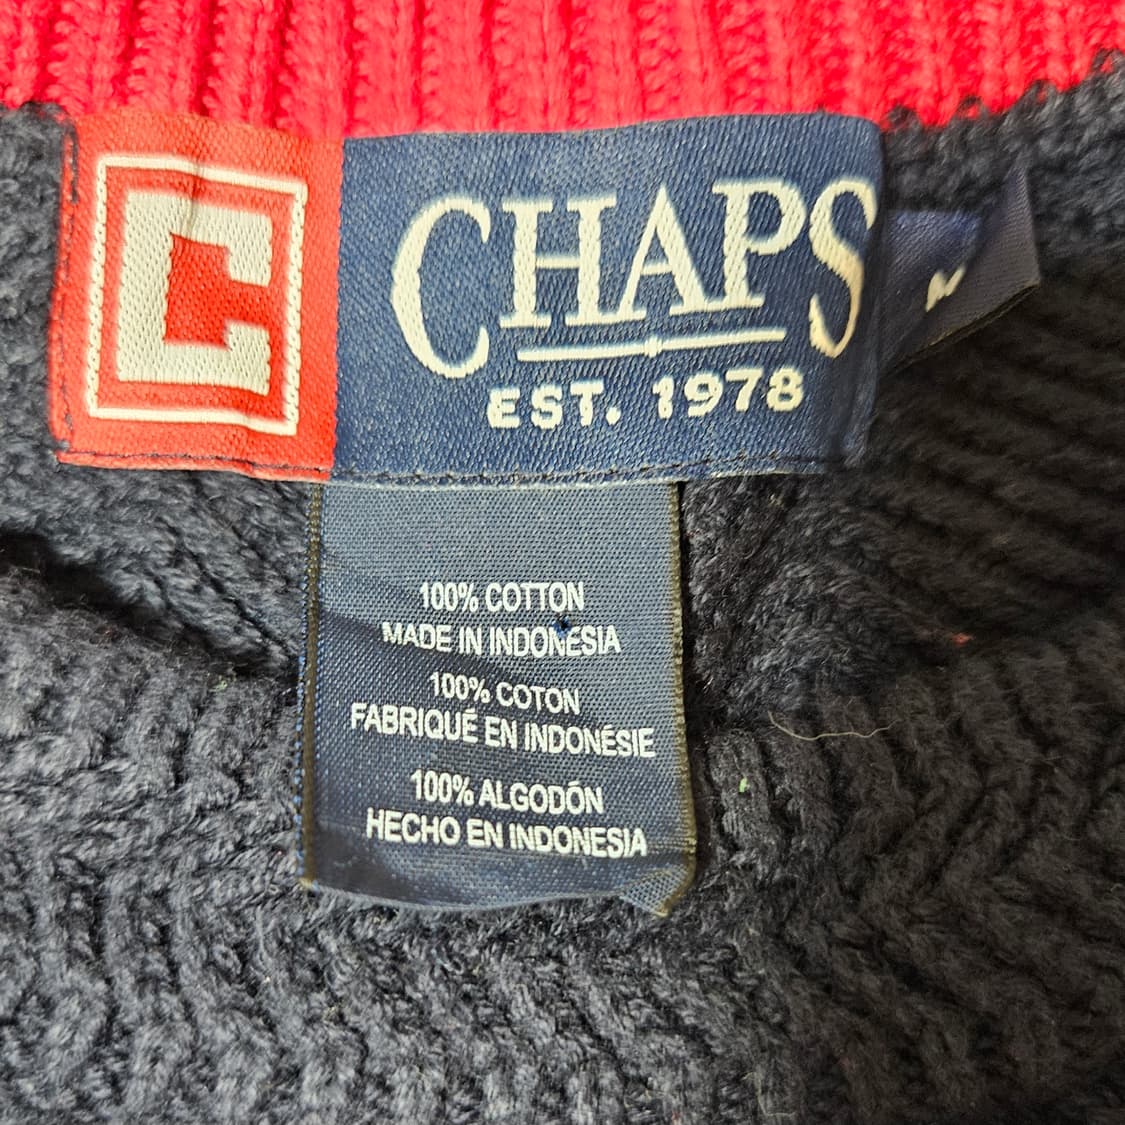 C
CHAPS
EST. 1978
M
100% COTTON
MADE IN INDONESIA
100% COTON
FABRIQUÉ EN INDONÉSIE
100% ALGODÓN
HECHO EN INDONESIA